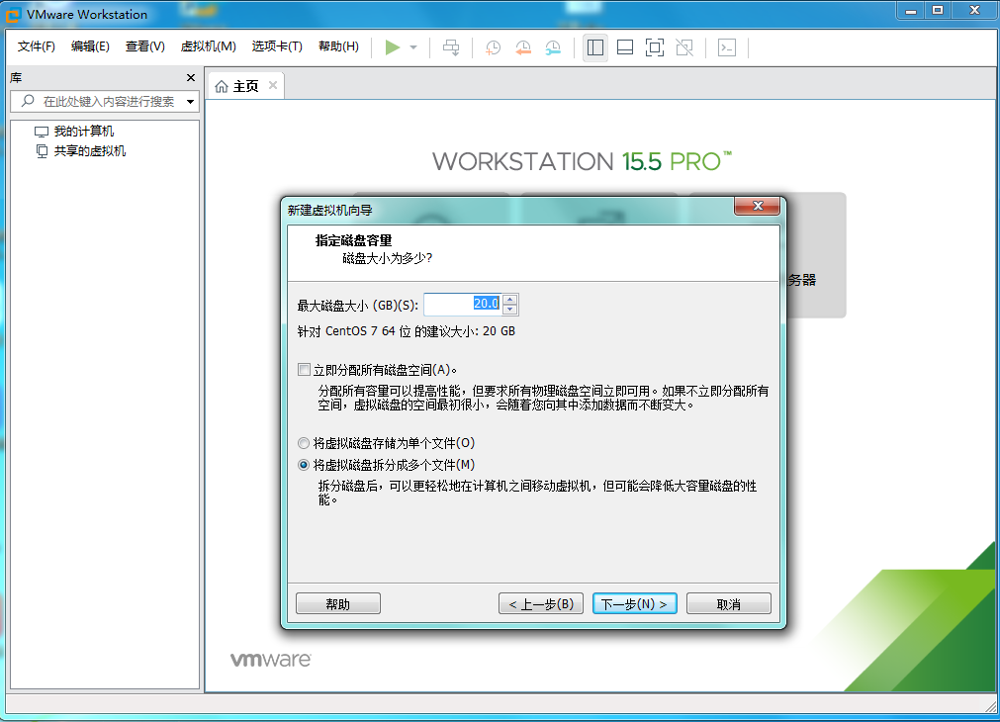 VMware Workstation
文件(F) 编辑(E) 查看(V) 虚拟机(M) 选项卡(T) 帮助(H)
库
在此处键入内容进行搜索
我的计算机
共享的虚拟机
主页
WORKSTATION 15.5 PRO™
务器
新建虚拟机向导
指定磁盘容量
磁盘大小为多少?
最大磁盘大小 (GB)(S): 20.0
针对 CentOS 7 64 位 的建议大小: 20 GB
立即分配所有磁盘空间(A)。
分配所有容量可以提高性能，但要求所有物理磁盘空间立即可用。如果不立即分配所有
空间，虚拟磁盘的空间最初很小，会随着您向其中添加数据而不断变大。
将虚拟磁盘存储为单个文件(O)
将虚拟磁盘拆分成多个文件(M)
拆分磁盘后，可以更轻松地在计算机之间移动虚拟机，但可能会降低大容量磁盘的性
能。
帮助 < 上一步(B) 下一步(N) > 取消
vmware